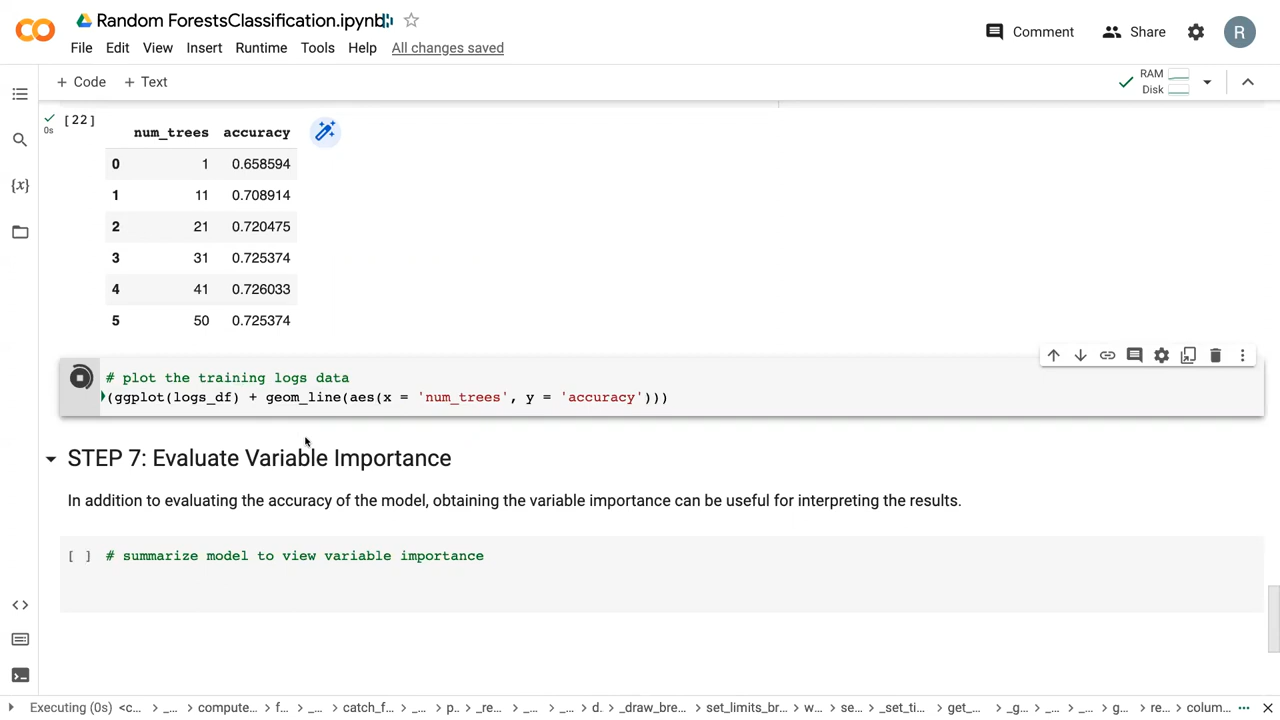 Random ForestsClassification.ipynb
File Edit View Insert Runtime Tools Help All changes saved
Comment
Share
R
+ Code + Text
RAM
Disk
[22]
0s
num_trees accuracy
0 1 0.658594
1 11 0.708914
2 21 0.720475
3 31 0.725374
4 41 0.726033
5 50 0.725374
{x}
# plot the training logs data
(ggplot(logs_df) + geom_line(aes(x = 'num_trees', y = 'accuracy')))
STEP 7: Evaluate Variable Importance
In addition to evaluating the accuracy of the model, obtaining the variable importance can be useful for interpreting the results.
[ ] # summarize model to view variable importance
Executing (0s) <c... > _... > compute... > f... > _... > catch_f... > _... > p... > _re... > _... > _... > d. > _draw_bre... > set_limits_br... > w... > se... > _set_ti... > get_... > _g... > _... > _... > g... > re... > colum...